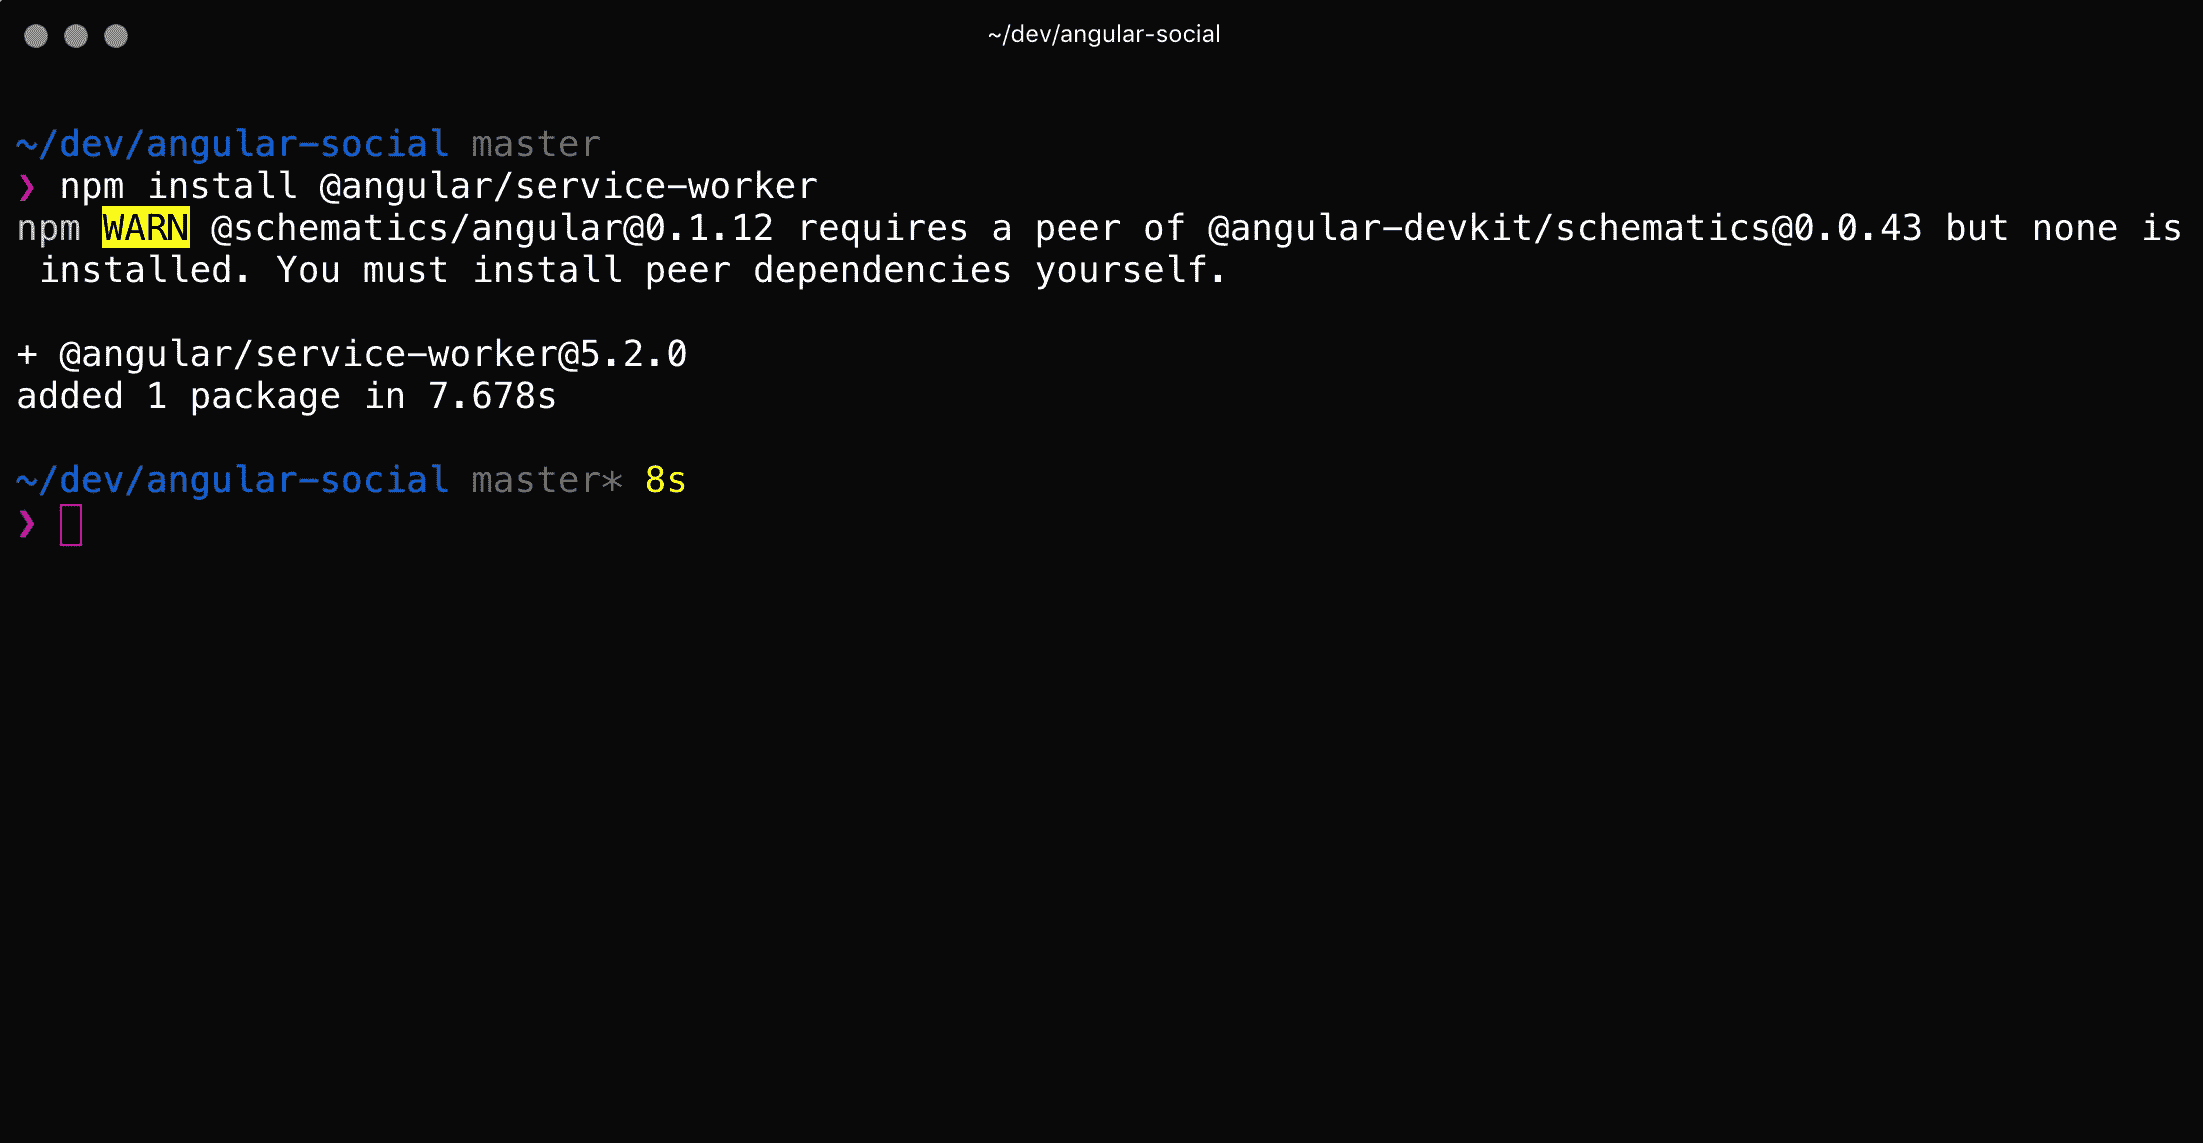 ~/dev/angular-social
~/dev/angular-social master
❯ npm install @angular/service-worker
npm WARN @schematics/angular@0.1.12 requires a peer of @angular-devkit/schematics@0.0.43 but none is
installed. You must install peer dependencies yourself.
+ @angular/service-worker@5.2.0
added 1 package in 7.678s
~/dev/angular-social master* 8s
❯